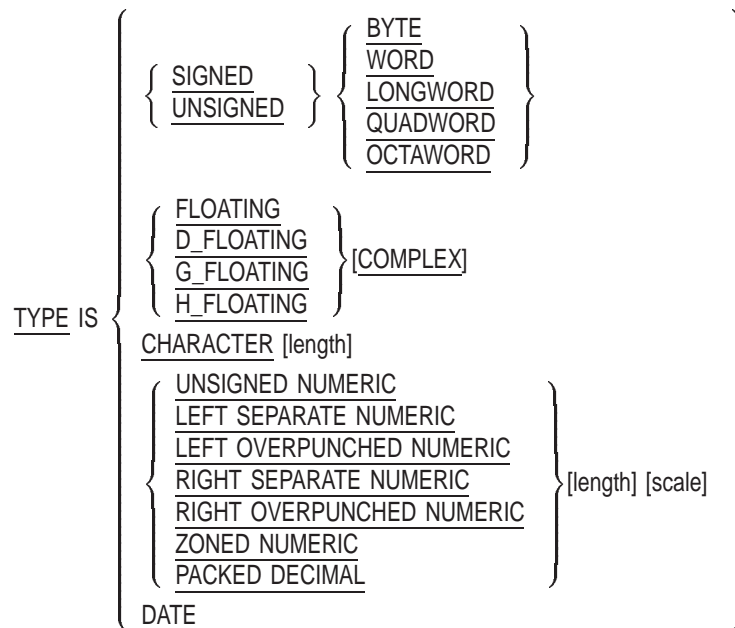 BYTE
WORD
LONGWORD
QUADWORD
OCTAWORD
SIGNED
UNSIGNED
FLOATING
D_FLOATING
G_FLOATING
H_FLOATING
[COMPLEX]
TYPE IS
CHARACTER [length]
UNSIGNED NUMERIC
LEFT SEPARATE NUMERIC
LEFT OVERPUNCHED NUMERIC
RIGHT SEPARATE NUMERIC
RIGHT OVERPUNCHED NUMERIC
ZONED NUMERIC
PACKED DECIMAL
[length] [scale]
DATE